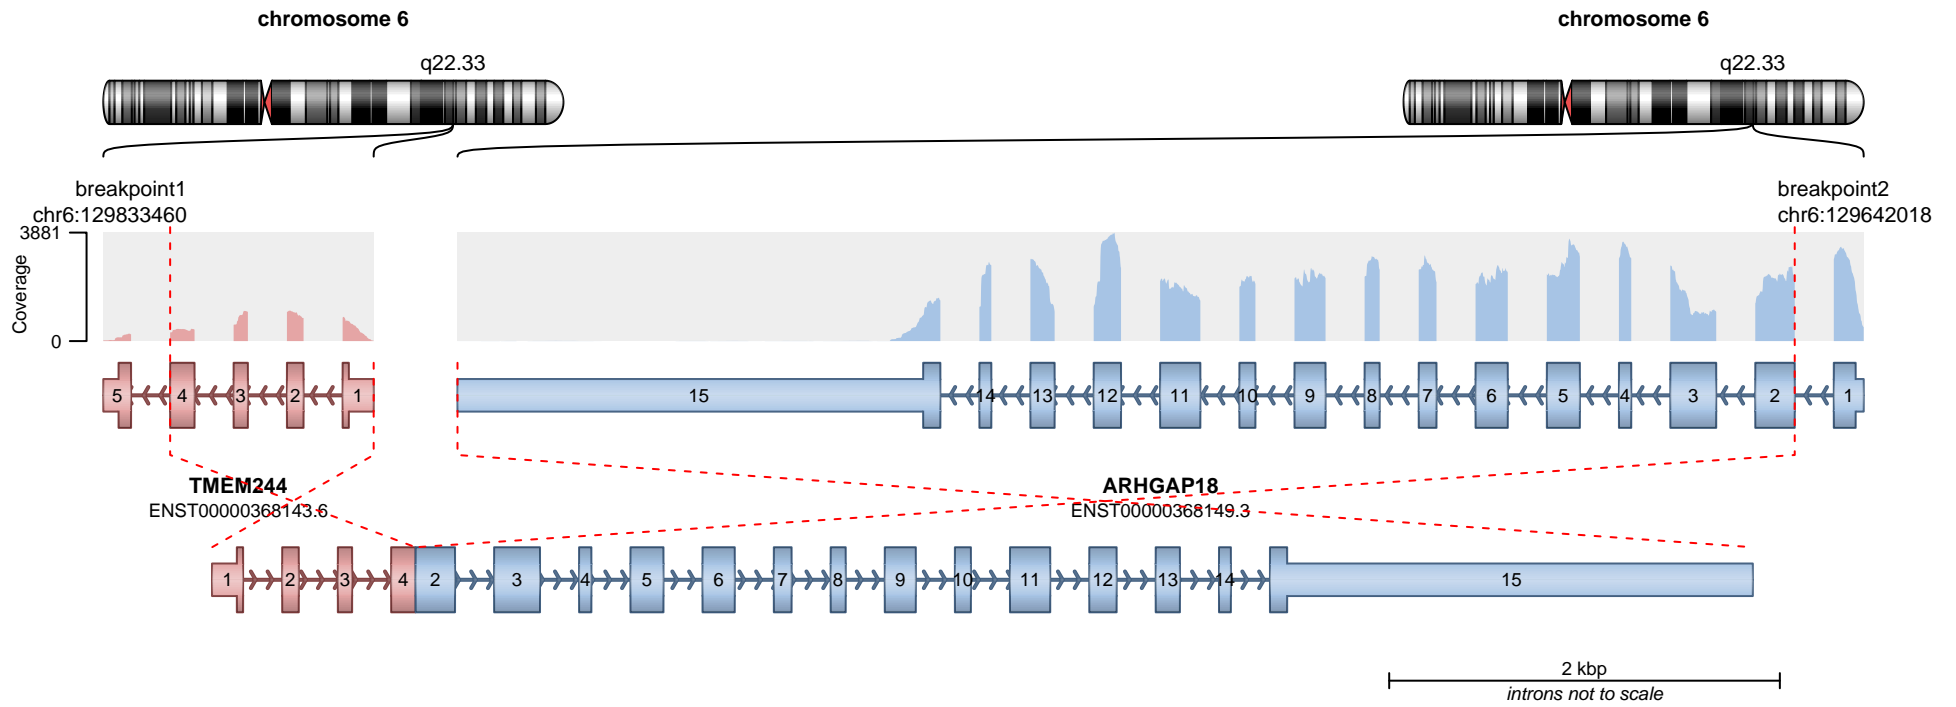 chromosome 6
chromosome 6
q22.33
q22.33
breakpoint1
chr6:129833460
breakpoint2
chr6:129642018
3881
Coverage
0
5 4 3 2 1
15 14 13 12 11 10 9 8 7 6 5 4 3 2 1
TMEM244
ENST00000368143.6
ARHGAP18
ENST00000368149.3
1 2 3 4 2 3 4 5 6 7 8 9 10 11 12 13 14 15
2 kbp
introns not to scale